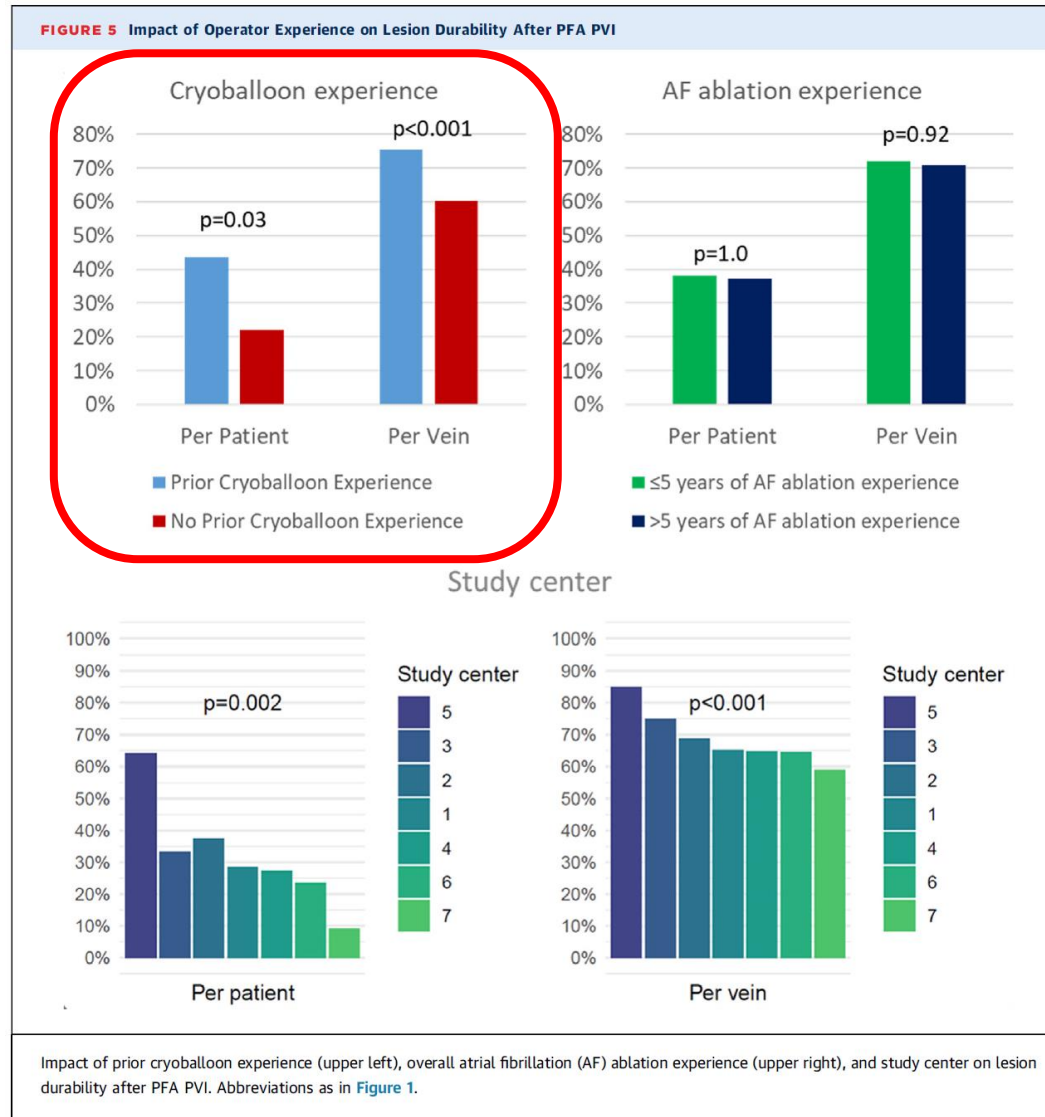 FIGURE 5 Impact of Operator Experience on Lesion Durability After PFA PVI
Cryoballoon experience
80%
70%
60%
50%
40%
30%
20%
10%
0%
p=0.03
p<0.001
Per Patient
Per Vein
Prior Cryoballoon Experience
No Prior Cryoballoon Experience
AF ablation experience
80%
70%
60%
50%
40%
30%
20%
10%
0%
p=1.0
p=0.92
Per Patient
Per Vein
≤5 years of AF ablation experience
>5 years of AF ablation experience
Study center
100%
90%
80%
70%
60%
50%
40%
30%
20%
10%
0%
p=0.002
Per patient
Study center
5
3
2
1
4
6
7
100%
90%
80%
70%
60%
50%
40%
30%
20%
10%
0%
p<0.001
Per vein
Study center
5
3
2
1
4
6
7
Impact of prior cryoballoon experience (upper left), overall atrial fibrillation (AF) ablation experience (upper right), and study center on lesion
durability after PFA PVI. Abbreviations as in Figure 1.